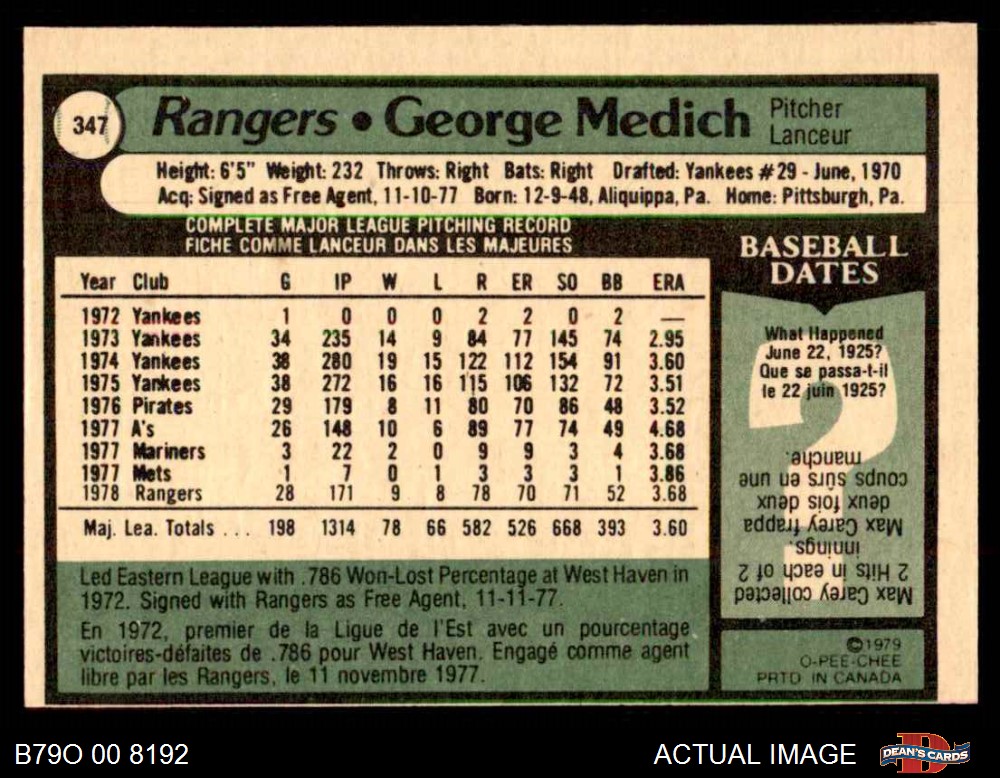 347
Rangers • George Medich
Pitcher
Lanceur
Height: 6'5" Weight: 232 Throws: Right Bats: Right Drafted: Yankees #29 - June, 1970
Acq: Signed as Free Agent, 11-10-77 Born: 12-9-48, Aliquippa, Pa. Home: Pittsburgh, Pa.
COMPLETE MAJOR LEAGUE PITCHING RECORD
FICHE COMME LANCEUR DANS LES MAJEURES
Year Club G IP W L R ER SO BB ERA
1972 Yankees 1 0 0 0 2 2 0 2 —
1973 Yankees 34 235 14 9 84 77 145 74 2.95
1974 Yankees 38 280 19 15 122 112 154 91 3.60
1975 Yankees 38 272 16 16 115 106 132 72 3.51
1976 Pirates 29 179 8 11 80 70 86 48 3.52
1977 A's 26 148 10 6 89 77 74 49 4.68
1977 Mariners 3 22 2 0 9 9 3 4 3.68
1977 Mets 1 7 0 1 3 3 3 1 3.86
1978 Rangers 28 171 9 8 78 70 71 52 3.68
Maj. Lea. Totals . . . 198 1314 78 66 582 526 668 393 3.60
Led Eastern League with .786 Won-Lost Percentage at West Haven in
1972. Signed with Rangers as Free Agent, 11-11-77.
En 1972, premier de la Ligue de l'Est avec un pourcentage
victoires-défaites de .786 pour West Haven. Engagé comme agent
libre par les Rangers, le 11 novembre 1977.
BASEBALL
DATES
What Happened
June 22, 1925?
Que se passa-t-il
le 22 juin 1925?
Max Carey collected
2 Hits in each of 2
innings.
Max Carey frappa
deux fois deux
coups sûrs en une
manche.
©1979
O-PEE-CHEE
PRTD IN CANADA
B79O 00 8192
ACTUAL IMAGE
D
DEAN'S CARDS